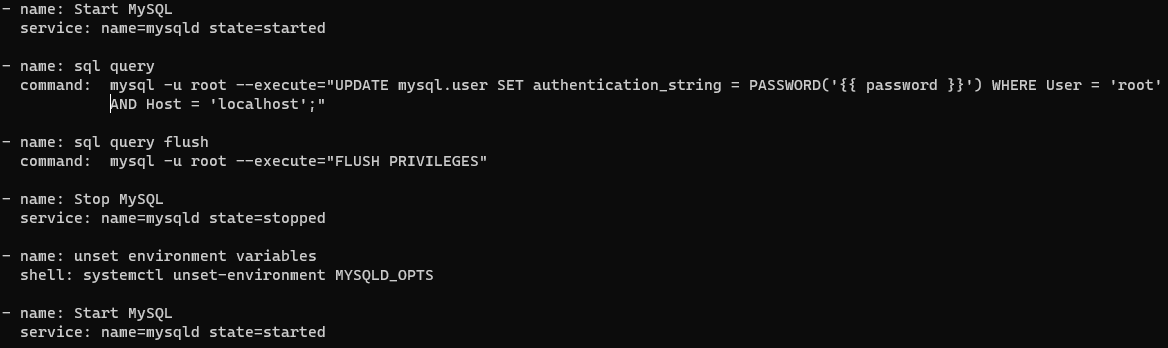 - name: Start MySQL
  service: name=mysqld state=started

- name: sql query
  command:  mysql -u root --execute="UPDATE mysql.user SET authentication_string = PASSWORD('{{ password }}') WHERE User = 'root'
            AND Host = 'localhost';"

- name: sql query flush
  command:  mysql -u root --execute="FLUSH PRIVILEGES"

- name: Stop MySQL
  service: name=mysqld state=stopped

- name: unset environment variables
  shell: systemctl unset-environment MYSQLD_OPTS

- name: Start MySQL
  service: name=mysqld state=started